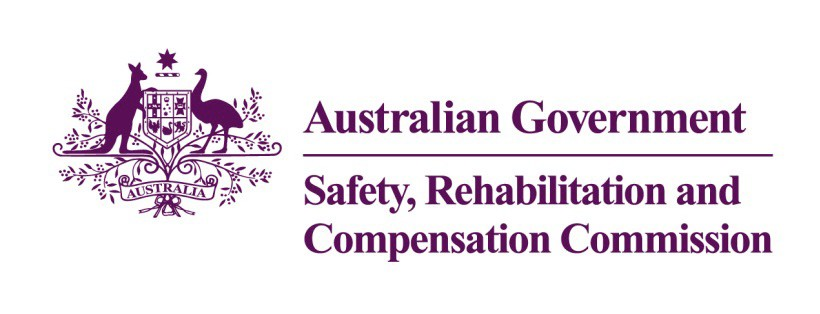 AUSTRALIA
Australian Government
Safety, Rehabilitation and
Compensation Commission